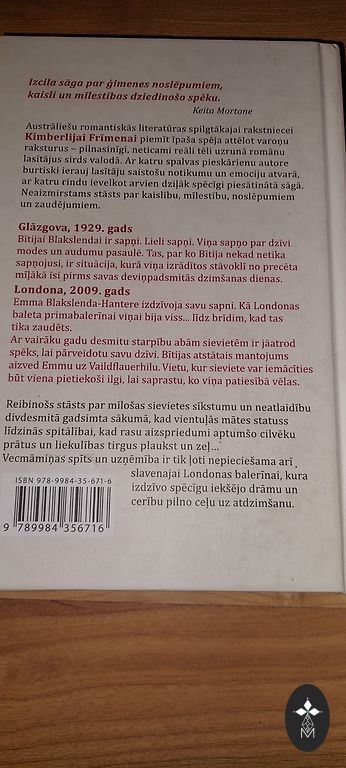 Izcila sāga par ģimenes noslēpumiem,
kaisli un mīlestības dziedinošo spēku.
Keita Mortone
Austrāliešu romantiskās literatūras spilgtākajai rakstniecei
Kimberlijai Frīmenai piemīt īpaša spēja attēlot varoņu
raksturus – pilnasinīgi, neticami reāli tēli uzrunā romānu
lasītājus sirds valodā. Ar katru spalvas pieskārienu autore
burtiski ierauj lasītāju saistošu notikumu un emociju atvarā,
ar katru rindu ievelkot arvien dziļāk spēcīgi piesātinātā sāgā.
Neaizmirstams stāsts par kaislību, mīlestību, noslēpumiem
un zaudējumiem.
Glāzgova, 1929. gads
Bītijai Blakslendai ir sapņi. Lieli sapņi. Viņa sapņo par dzīvi
modes un audumu pasaulē. Tas, par ko Bītija nekad netika
sapņojusi, ir situācija, kurā viņa izrādītos stāvoklī no precēta
mīļākā īsi pirms savas deviņpadsmitās dzimšanas dienas.
Londona, 2009. gads
Emma Blakslenda-Hantere izdzīvoja savu sapni. Kā Londonas
baleta primabalerīnai viņai bija viss... līdz brīdim, kad tas
tika zaudēts.
Ar vairāku gadu desmitu starpību abām sievietēm ir jāatrod
spēks, lai pārveidotu savu dzīvi. Bītijas atstātais mantojums
aizved Emmu uz Vaildflauerhilu. Vietu, kur sieviete var iemācīties
būt viena pietiekoši ilgi, lai saprastu, ko viņa patiesībā vēlas.
Reibinošs stāsts par mīlošas sievietes sīkstumu un neatlaidību
divdesmitā gadsimta sākumā, kad vientuļās mātes statuss
līdzinās spitālībai, kad rasu aizspriedumi aptumšo cilvēku
prātus un liekulības tirgus plaukst un zeļ...
Vecmāmiņas spīts un uzņēmība ir tik ļoti nepieciešama arī
slavenajai Londonas balerīnai, kura
izdzīvo spēcīgu iekšējo drāmu un
cerību pilno ceļu uz atdzimšanu.
ISBN 978-9984-35-671-6
9 789984 356716
M